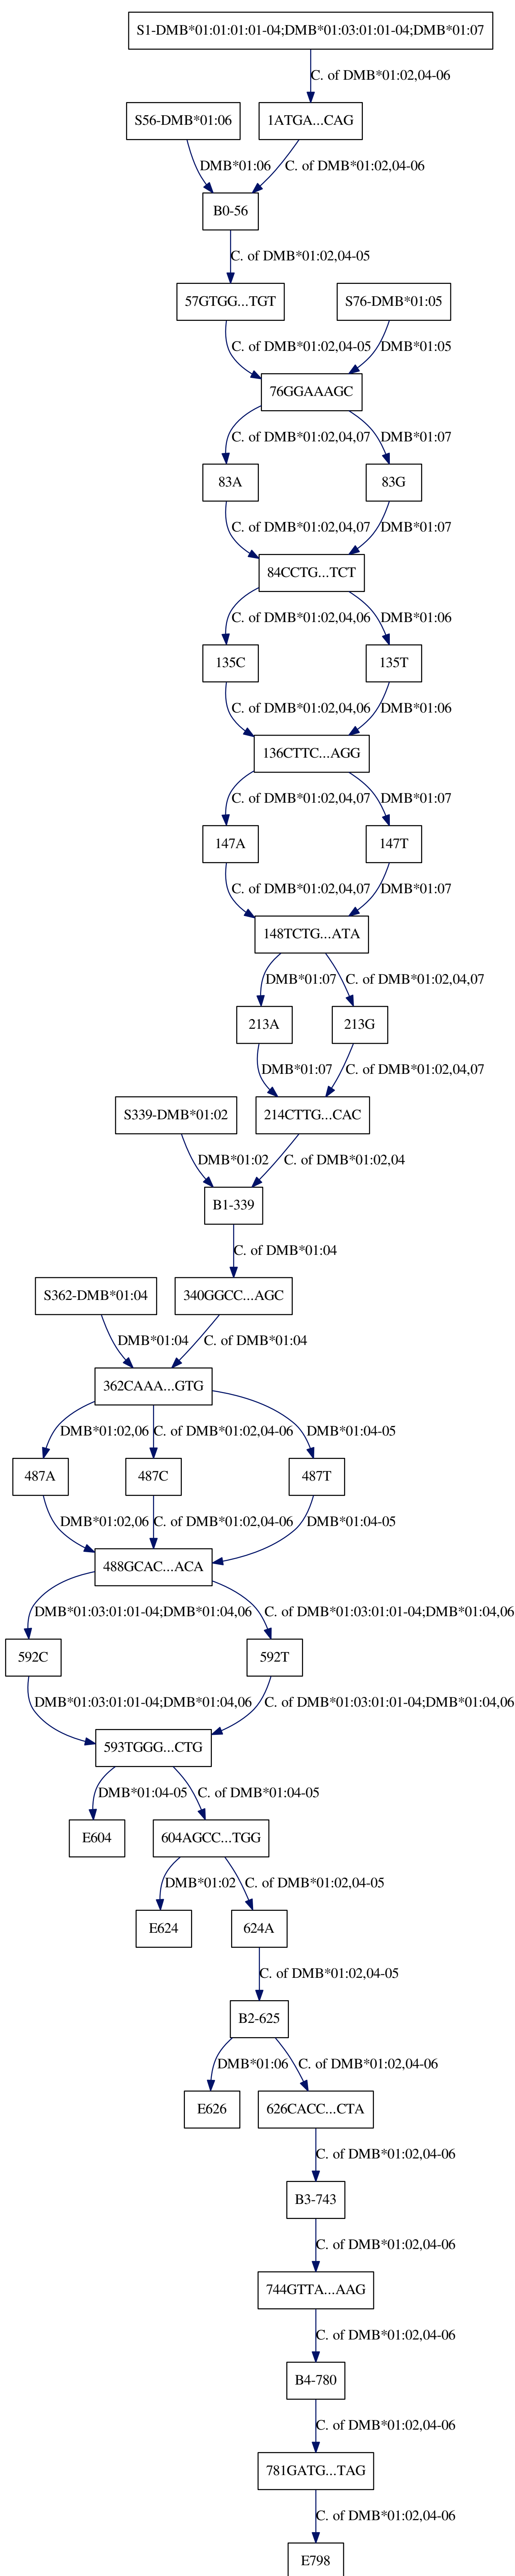 S1-DMB*01:01:01:01-04;DMB*01:03:01:01-04;DMB*01:07
C. of DMB*01:02,04-06
S56-DMB*01:06
1ATGA...CAG
DMB*01:06
C. of DMB*01:02,04-06
B0-56
C. of DMB*01:02,04-05
57GTGG...TGT
S76-DMB*01:05
C. of DMB*01:02,04-05
DMB*01:05
76GGAAAGC
C. of DMB*01:02,04,07
DMB*01:07
83A
83G
C. of DMB*01:02,04,07
DMB*01:07
84CCTG...TCT
C. of DMB*01:02,04,06
DMB*01:06
135C
135T
C. of DMB*01:02,04,06
DMB*01:06
136CTTC...AGG
C. of DMB*01:02,04,07
DMB*01:07
147A
147T
C. of DMB*01:02,04,07
DMB*01:07
148TCTG...ATA
DMB*01:07
C. of DMB*01:02,04,07
213A
213G
DMB*01:07
C. of DMB*01:02,04,07
S339-DMB*01:02
214CTTG...CAC
DMB*01:02
C. of DMB*01:02,04
B1-339
C. of DMB*01:04
S362-DMB*01:04
340GGCC...AGC
DMB*01:04
C. of DMB*01:04
362CAAA...GTG
DMB*01:02,06
C. of DMB*01:02,04-06
DMB*01:04-05
487A
487C
487T
DMB*01:02,06
C. of DMB*01:02,04-06
DMB*01:04-05
488GCAC...ACA
DMB*01:03:01:01-04;DMB*01:04,06
C. of DMB*01:03:01:01-04;DMB*01:04,06
592C
592T
DMB*01:03:01:01-04;DMB*01:04,06
C. of DMB*01:03:01:01-04;DMB*01:04,06
593TGGG...CTG
DMB*01:04-05
C. of DMB*01:04-05
E604
604AGCC...TGG
DMB*01:02
C. of DMB*01:02,04-05
E624
624A
C. of DMB*01:02,04-05
B2-625
DMB*01:06
C. of DMB*01:02,04-06
E626
626CACC...CTA
C. of DMB*01:02,04-06
B3-743
C. of DMB*01:02,04-06
744GTTA...AAG
C. of DMB*01:02,04-06
B4-780
C. of DMB*01:02,04-06
781GATG...TAG
C. of DMB*01:02,04-06
E798